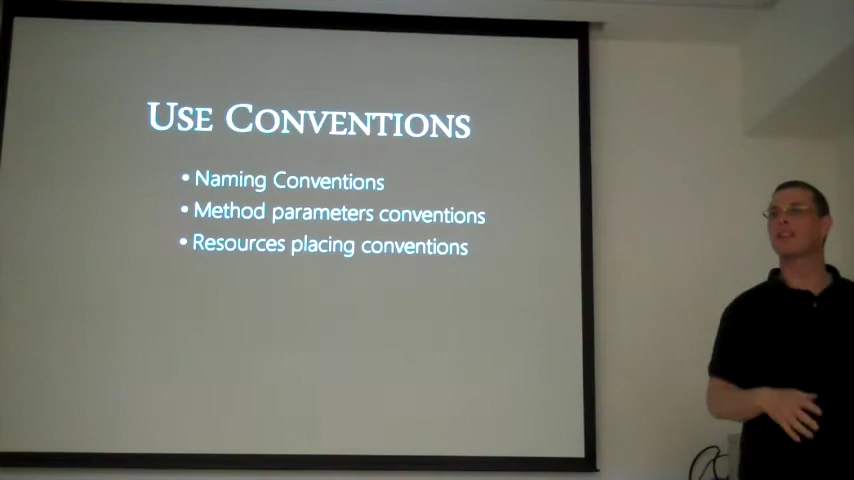 USE CONVENTIONS
• Naming Conventions
• Method parameters conventions
• Resources placing conventions